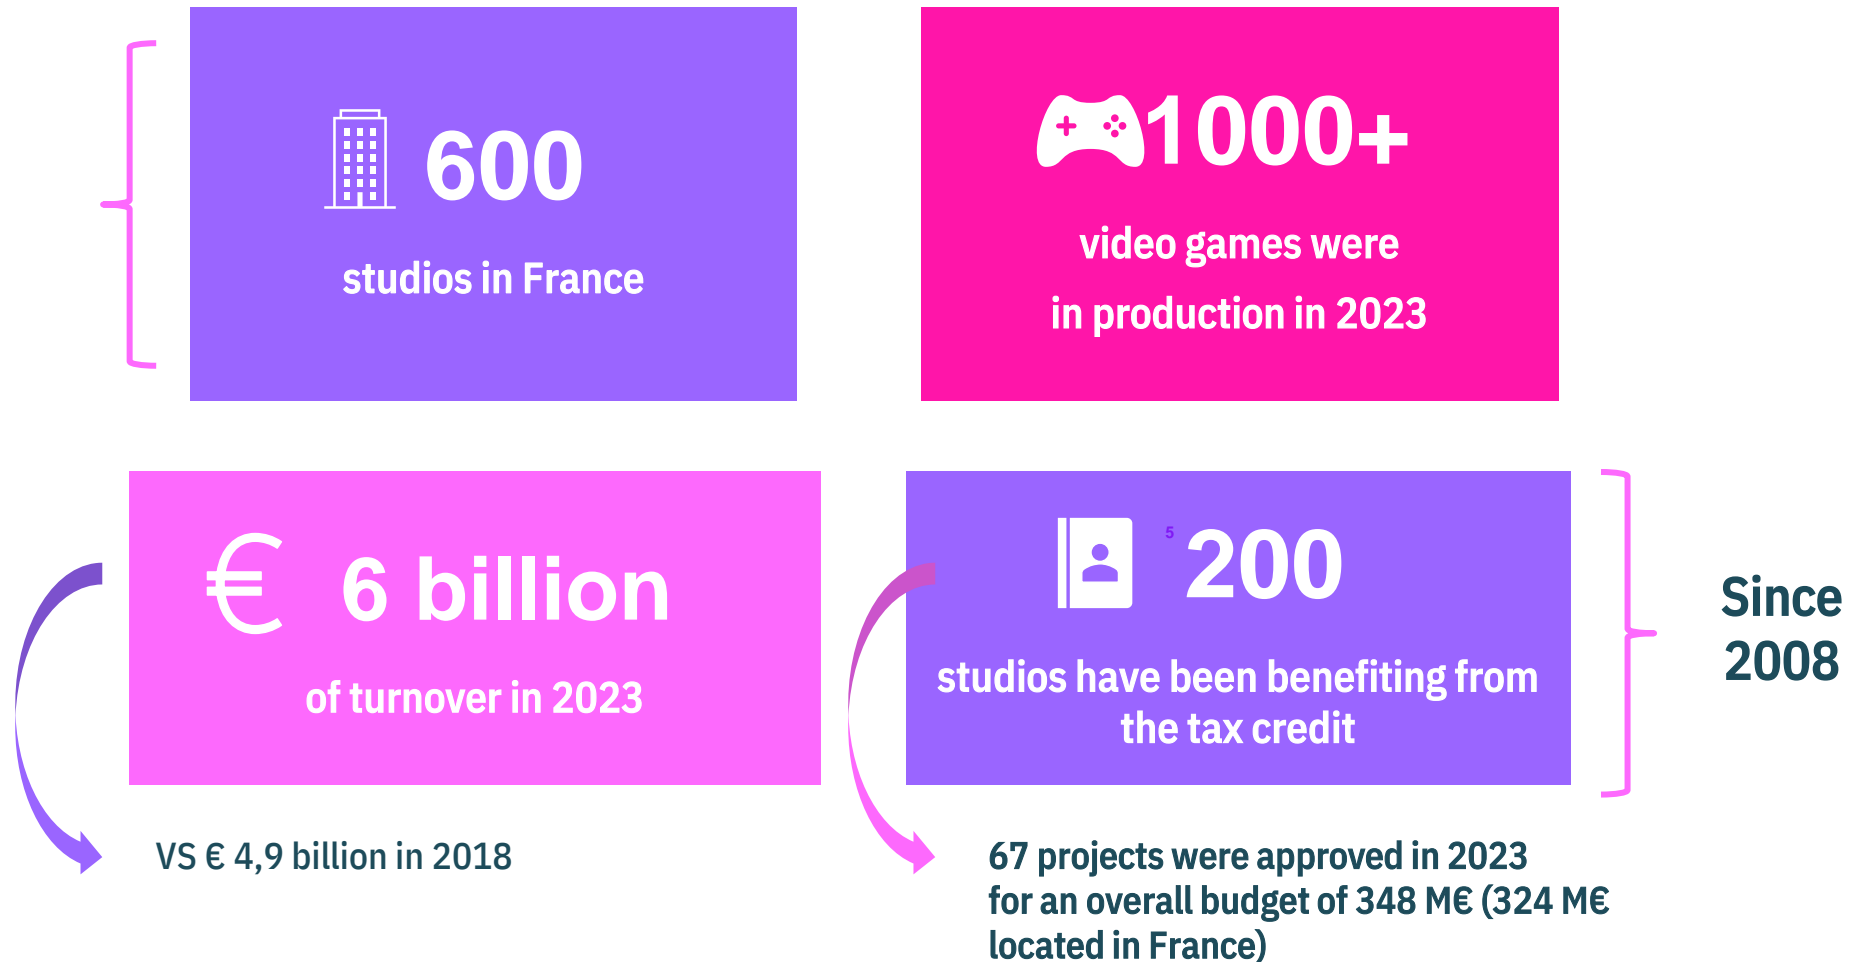 600
studios in France
1000+
video games were
in production in 2023
€ 6 billion
of turnover in 2023
VS € 4,9 billion in 2018
5
200
studios have been benefiting from
the tax credit
Since
2008
67 projects were approved in 2023
for an overall budget of 348 M€ (324 M€
located in France)